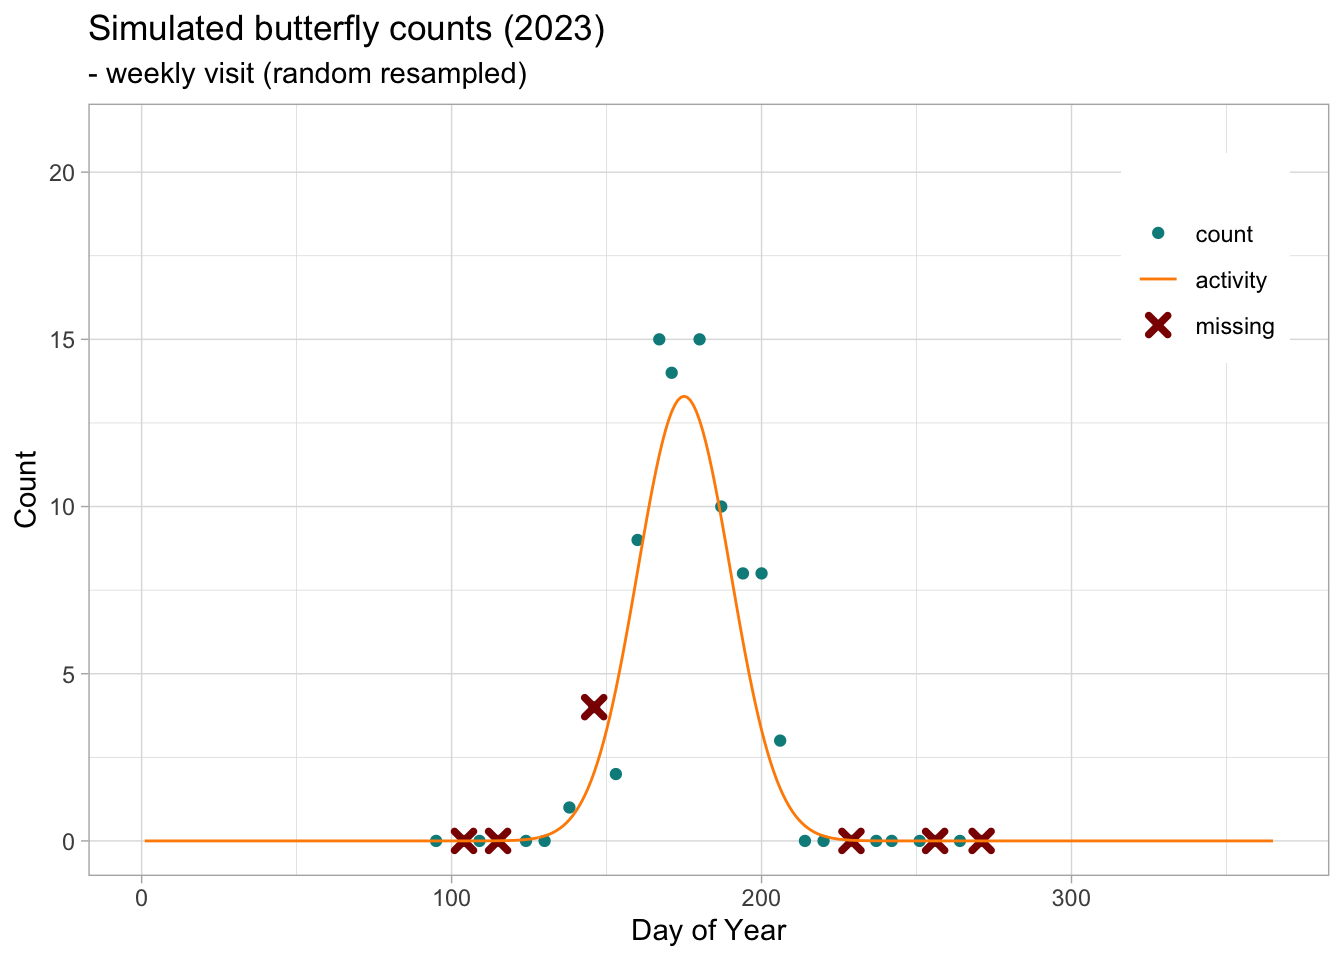 Simulated butterfly counts (2023)
- weekly visit (random resampled)
20
15
10
5
0
Count
count
activity
missing
0 100 200 300
Day of Year